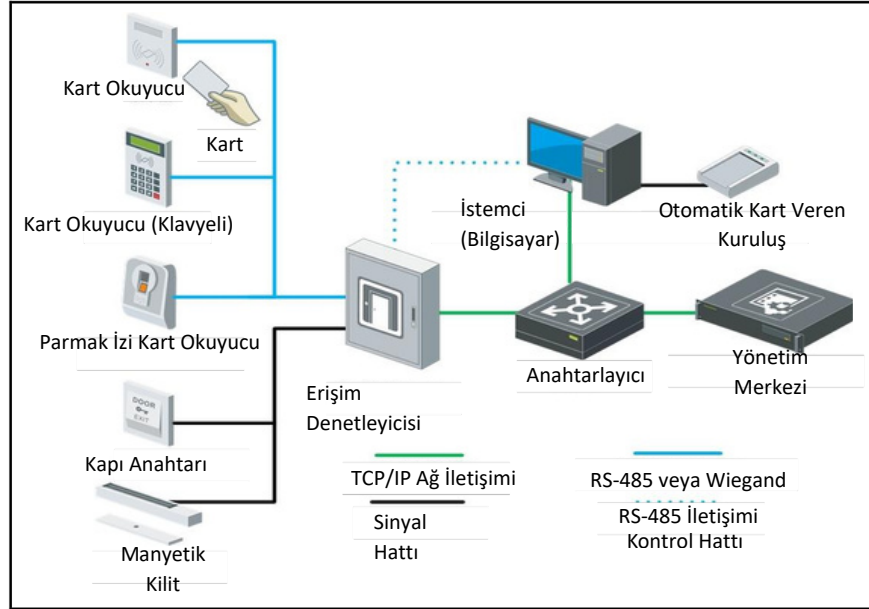 Kart Okuyucu
Kart
Kart Okuyucu (Klavyeli)
Parmak İzi Kart Okuyucu
DOOR
EXIT
Kapı Anahtarı
Manyetik
Kilit
Erişim
Denetleyicisi
İstemci
(Bilgisayar)
Otomatik Kart Veren
Kuruluş
Anahtarlayıcı
Yönetim
Merkezi
TCP/IP Ağ İletişimi
Sinyal
Hattı
RS-485 veya Wiegand
RS-485 İletişimi
Kontrol Hattı